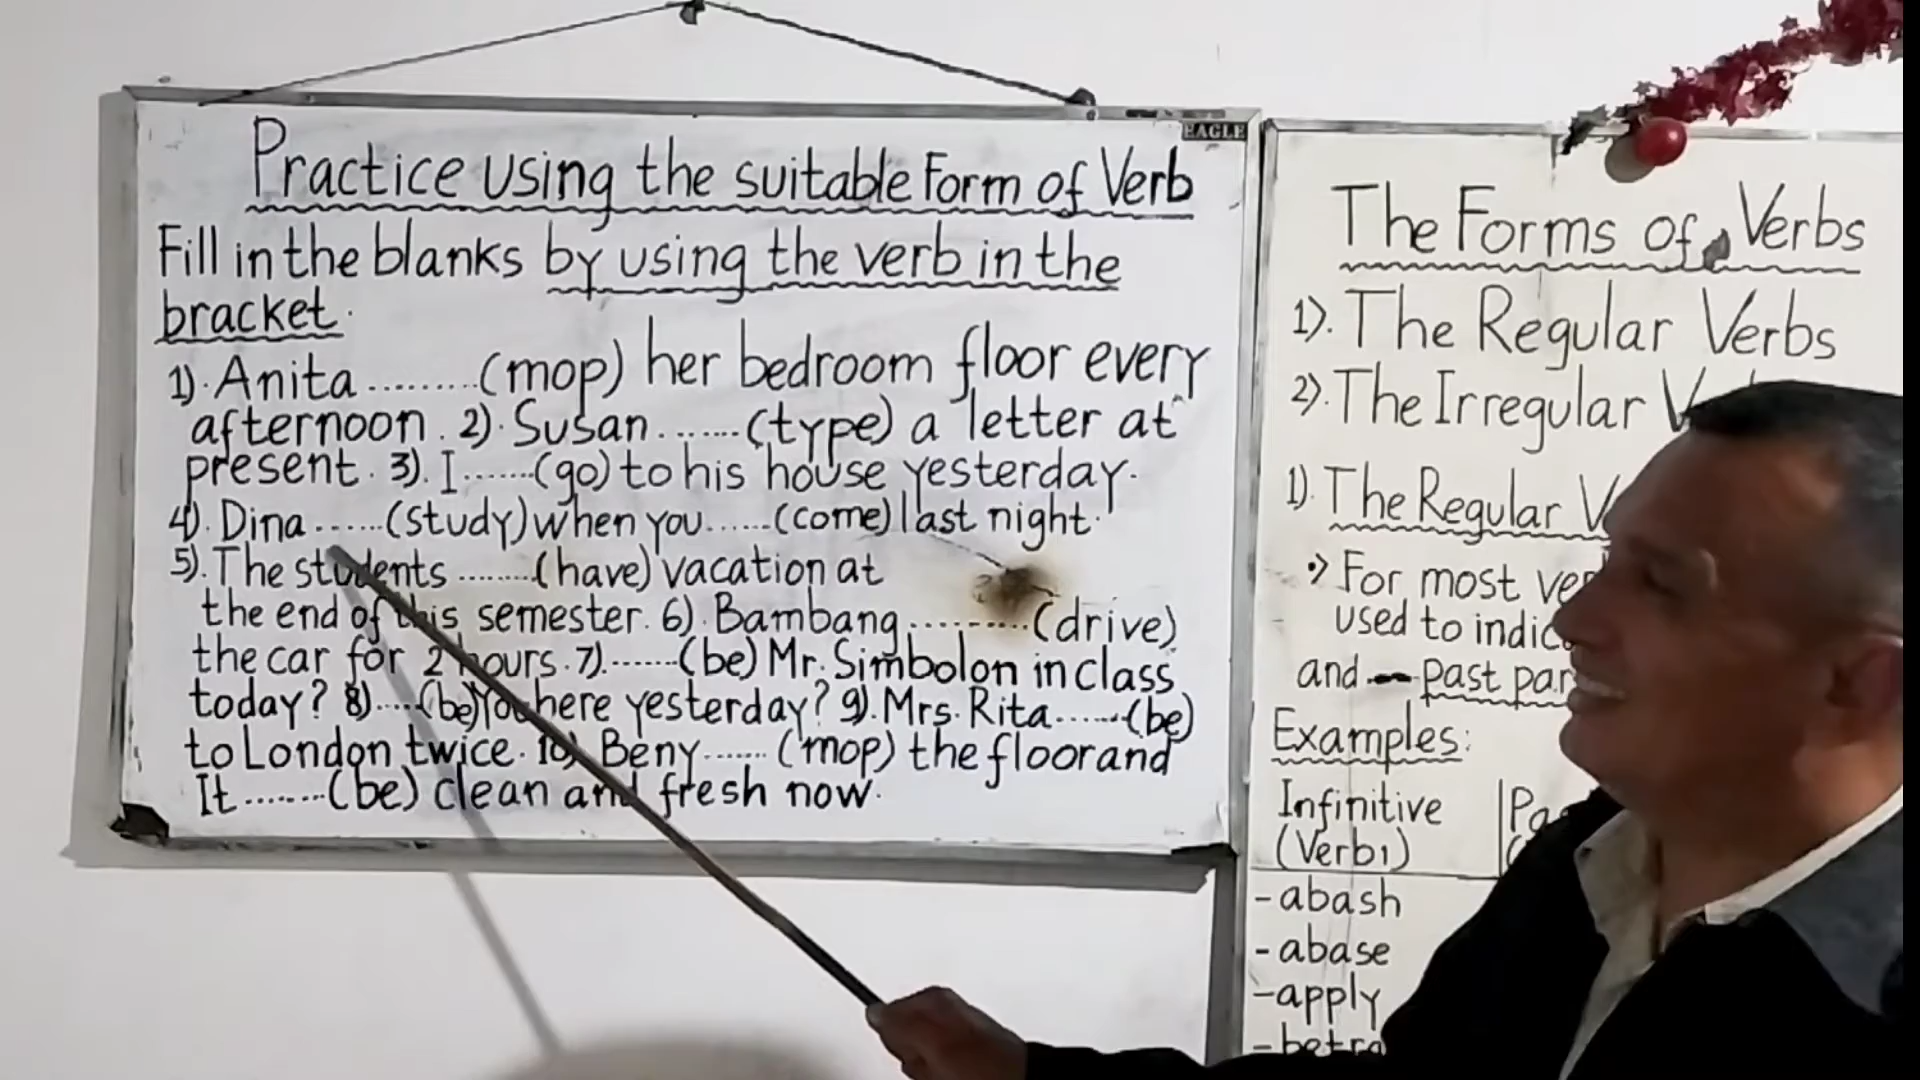 EAGLE
Practice using the suitable Form of Verb
Fill in the blanks by using the verb in the
bracket.
1). Anita ......... (mop) her bedroom floor every
afternoon. 2). Susan ....... (type) a letter at
present. 3). I ....... (go) to his house yesterday.
4). Dina ...... (study) when you ...... (come) last night.
5). The students ........ (have) vacation at
the end of this semester. 6). Bambang .......... (drive)
the car for 2 hours. 7). ....... (be) Mr. Simbolon in class
today? 8) ..... (be) You here yesterday? 9). Mrs. Rita ...... (be)
to London twice. 10) Beny ...... (mop) the floor and
It ....... (be) clean and fresh now.
The Forms of Verbs
1). The Regular Verbs
2). The Irregular
1). The Regular
For most
used to
and past
Examples:
Infinitive
(Verb1)
- abash
- abase
- apply